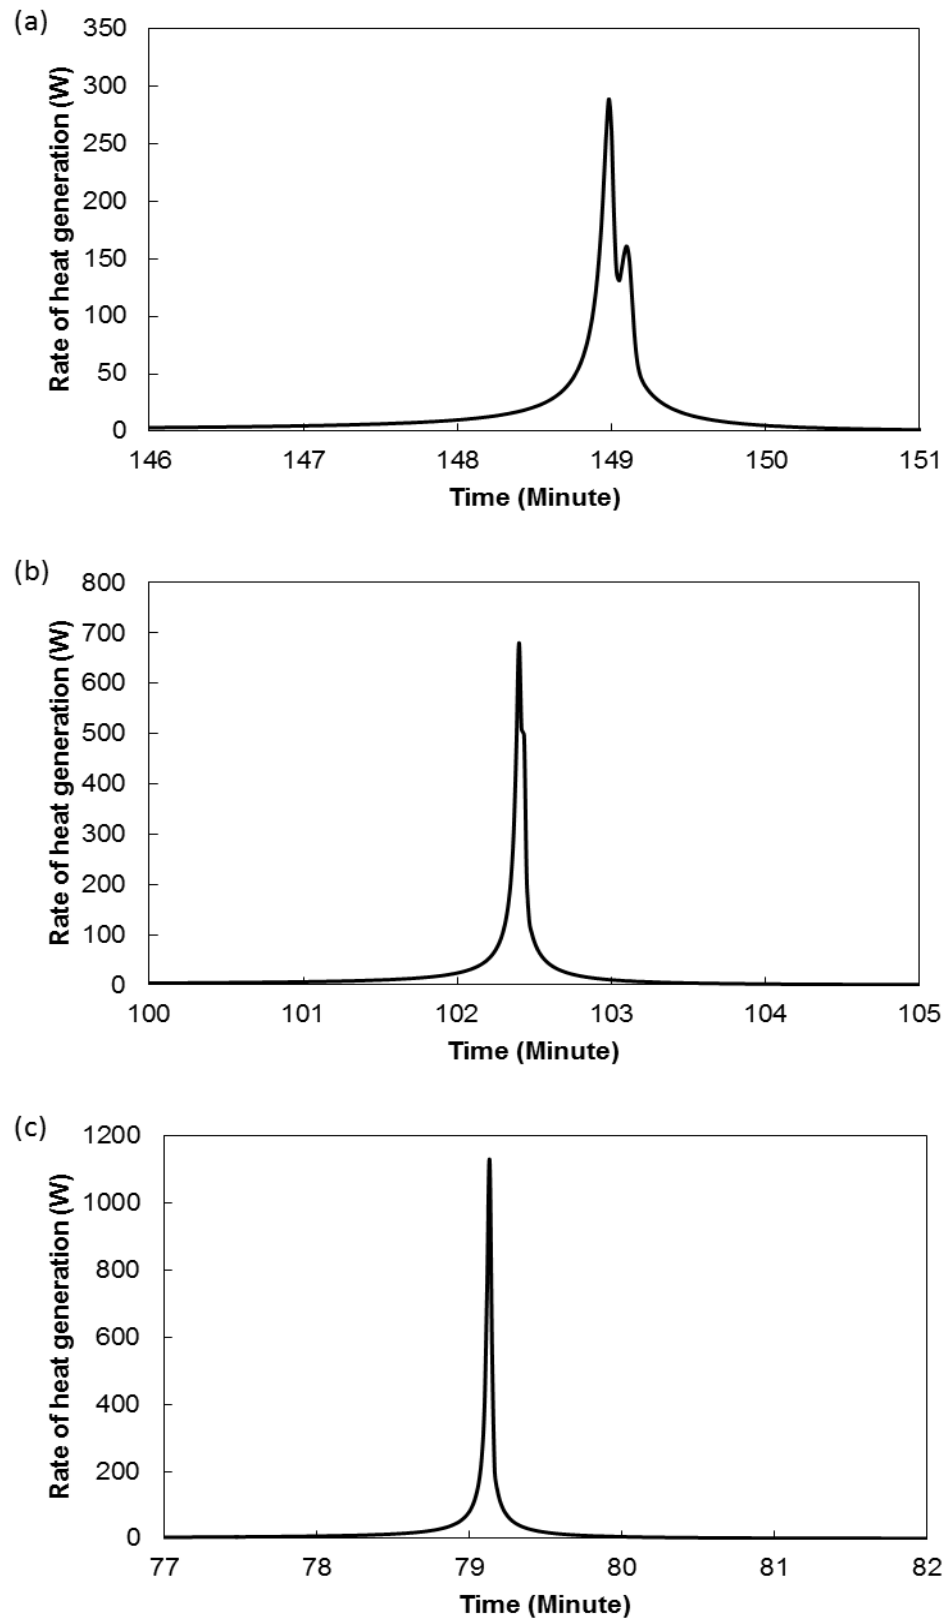 (a)
Rate of heat generation (W)
350
300
250
200
150
100
50
0
146 147 148 149 150 151
Time (Minute)
(b)
Rate of heat generation (W)
800
700
600
500
400
300
200
100
0
100 101 102 103 104 105
Time (Minute)
(c)
Rate of heat generation (W)
1200
1000
800
600
400
200
0
77 78 79 80 81 82
Time (Minute)